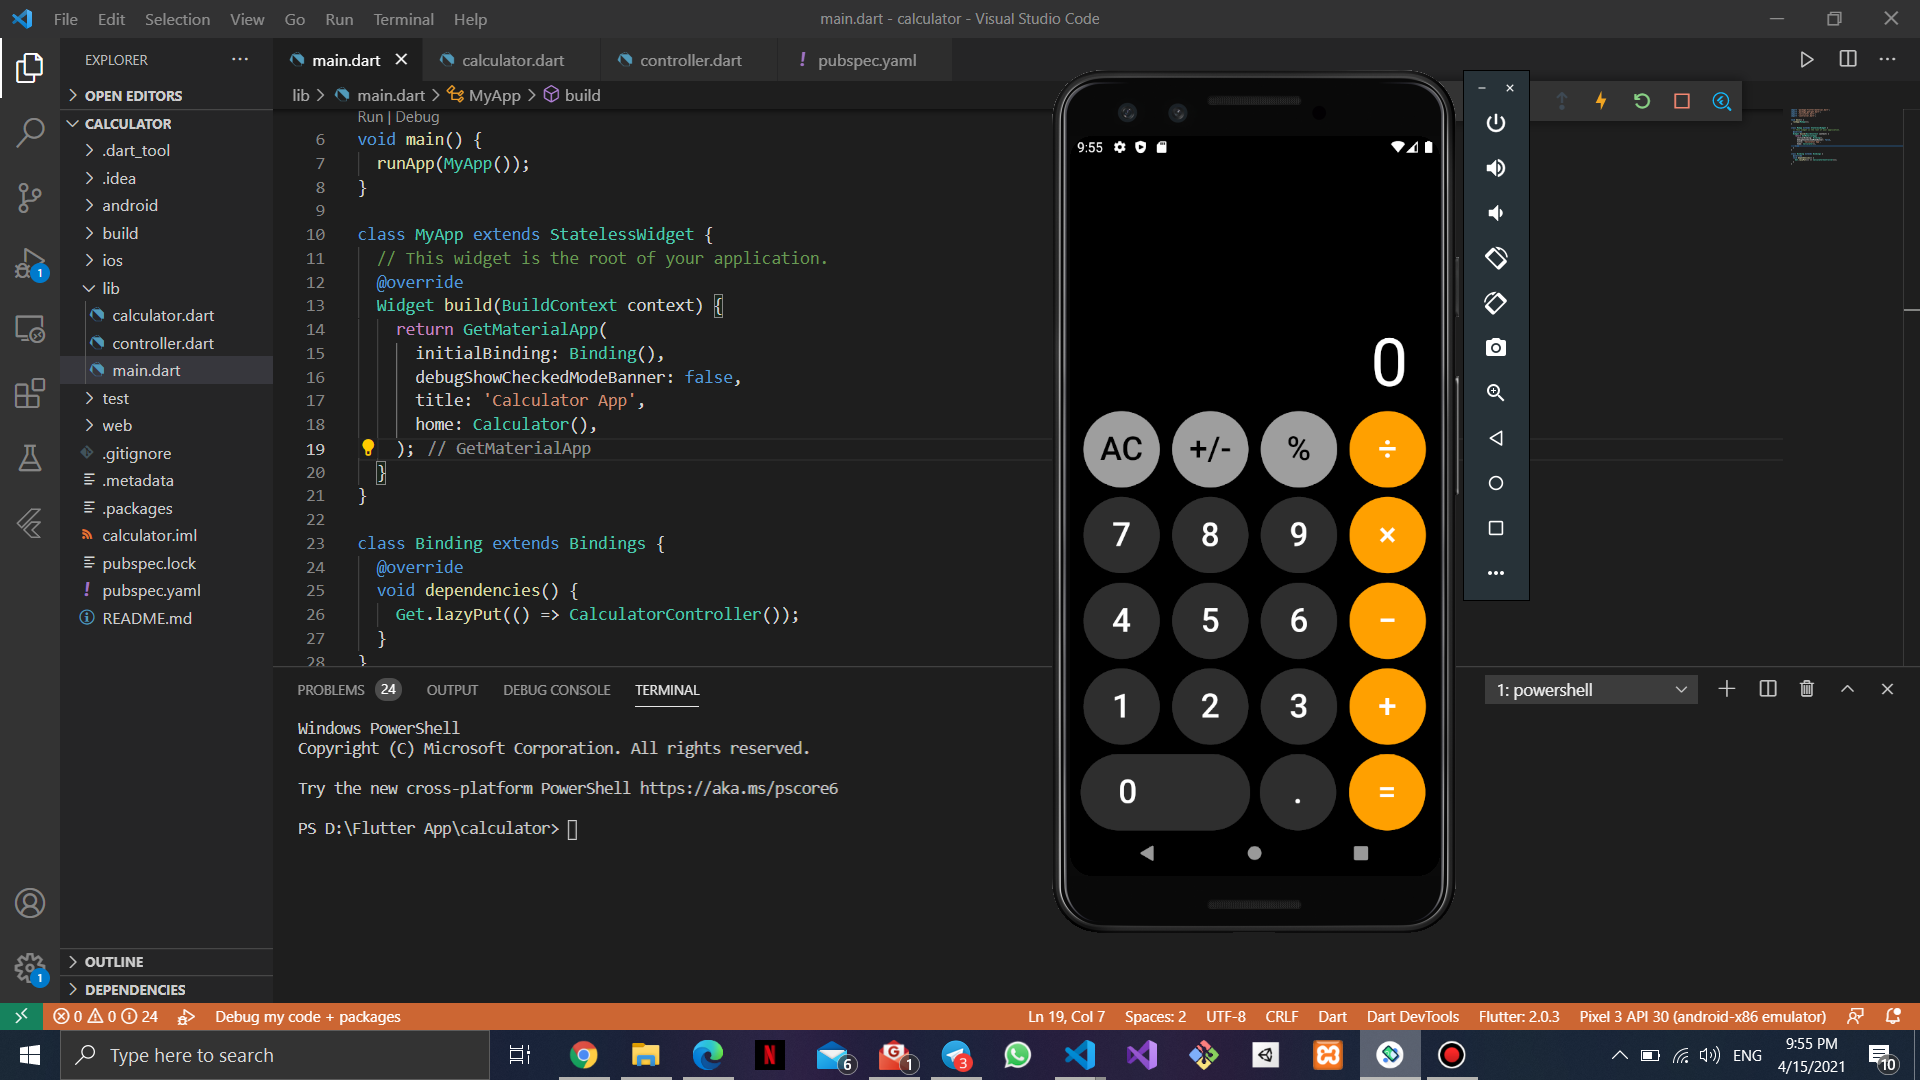 File Edit Selection View Go Run Terminal Help
main.dart - calculator - Visual Studio Code
EXPLORER
OPEN EDITORS
CALCULATOR
.dart_tool
.idea
android
build
ios
lib
calculator.dart
controller.dart
main.dart
test
web
.gitignore
.metadata
.packages
calculator.iml
pubspec.lock
pubspec.yaml
README.md
OUTLINE
DEPENDENCIES
1
1
main.dart calculator.dart controller.dart ! pubspec.yaml
lib > main.dart > MyApp > build
Run | Debug
6 void main() {
7 runApp(MyApp());
8 }
9
10 class MyApp extends StatelessWidget {
11 // This widget is the root of your application.
12 @override
13 Widget build(BuildContext context) {
14 return GetMaterialApp(
15 initialBinding: Binding(),
16 debugShowCheckedModeBanner: false,
17 title: 'Calculator App',
18 home: Calculator(),
19 ); // GetMaterialApp
20 }
21 }
22
23 class Binding extends Bindings {
24 @override
25 void dependencies() {
26 Get.lazyPut(() => CalculatorController());
27 }
28 }
PROBLEMS 24 OUTPUT DEBUG CONSOLE TERMINAL
1: powershell
Windows PowerShell
Copyright (C) Microsoft Corporation. All rights reserved.
Try the new cross-platform PowerShell https://aka.ms/pscore6
PS D:\Flutter App\calculator>
9:55
0
AC +/- % ÷
7 8 9 ×
4 5 6 −
1 2 3 +
0 . =
0 0 24 Debug my code + packages
Ln 19, Col 7 Spaces: 2 UTF-8 CRLF Dart Dart DevTools Flutter: 2.0.3 Pixel 3 API 30 (android-x86 emulator)
Type here to search
N 6 G 1 3
ENG
9:55 PM
4/15/2021
10